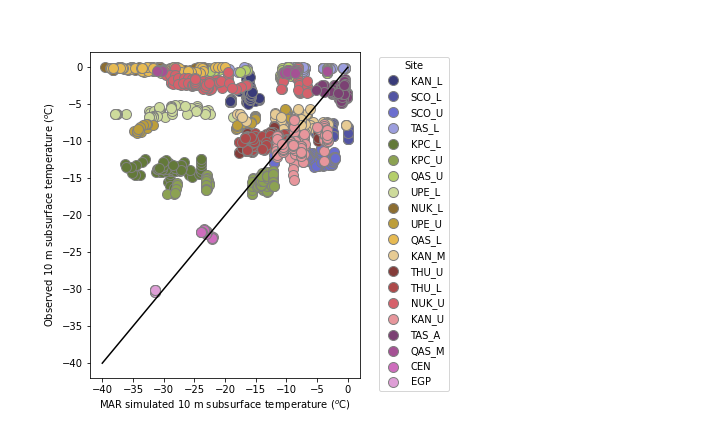 Observed 10 m subsurface temperature (°C)
0
−5
−10
−15
−20
−25
−30
−35
−40
−40 −35 −30 −25 −20 −15 −10 −5 0
MAR simulated 10 m subsurface temperature (°C)
Site
KAN_L
SCO_L
SCO_U
TAS_L
KPC_L
KPC_U
QAS_U
UPE_L
NUK_L
UPE_U
QAS_L
KAN_M
THU_U
THU_L
NUK_U
KAN_U
TAS_A
QAS_M
CEN
EGP